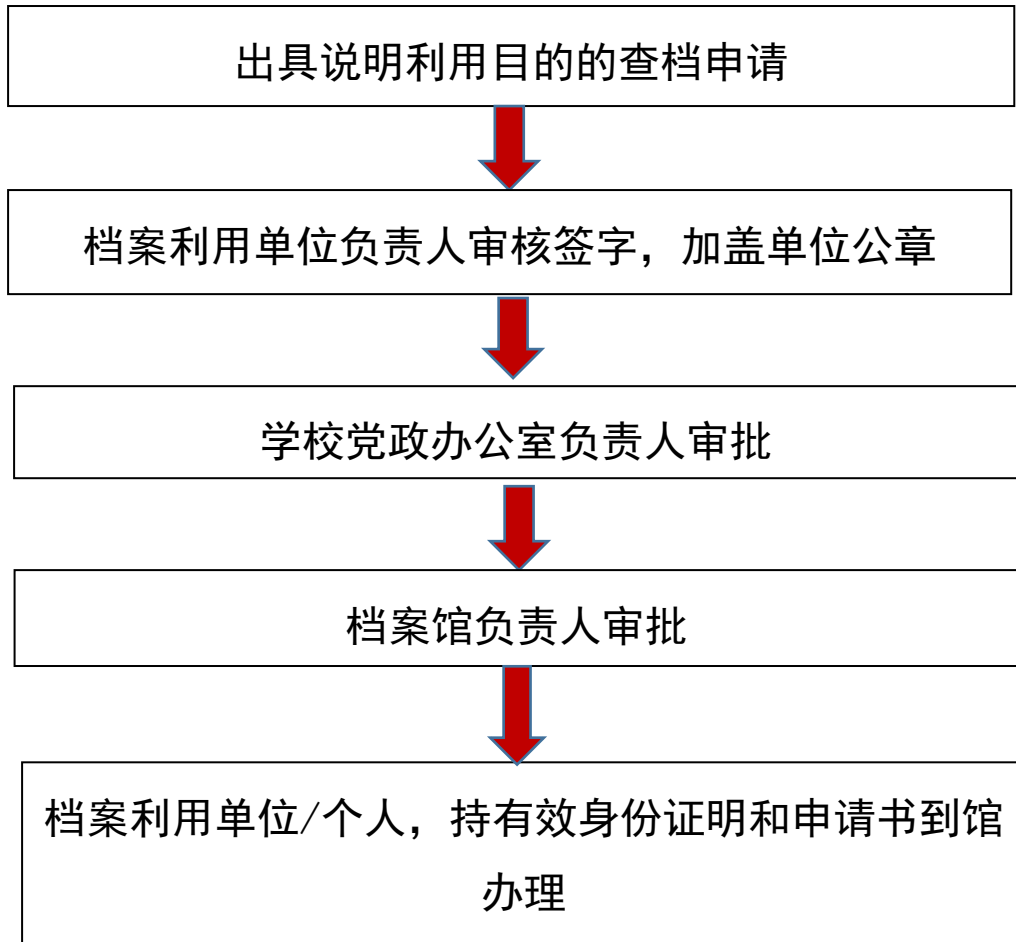 出具说明利用目的的查档申请
档案利用单位负责人审核签字，加盖单位公章
学校党政办公室负责人审批
档案馆负责人审批
档案利用单位/个人，持有效身份证明和申请书到馆
办理